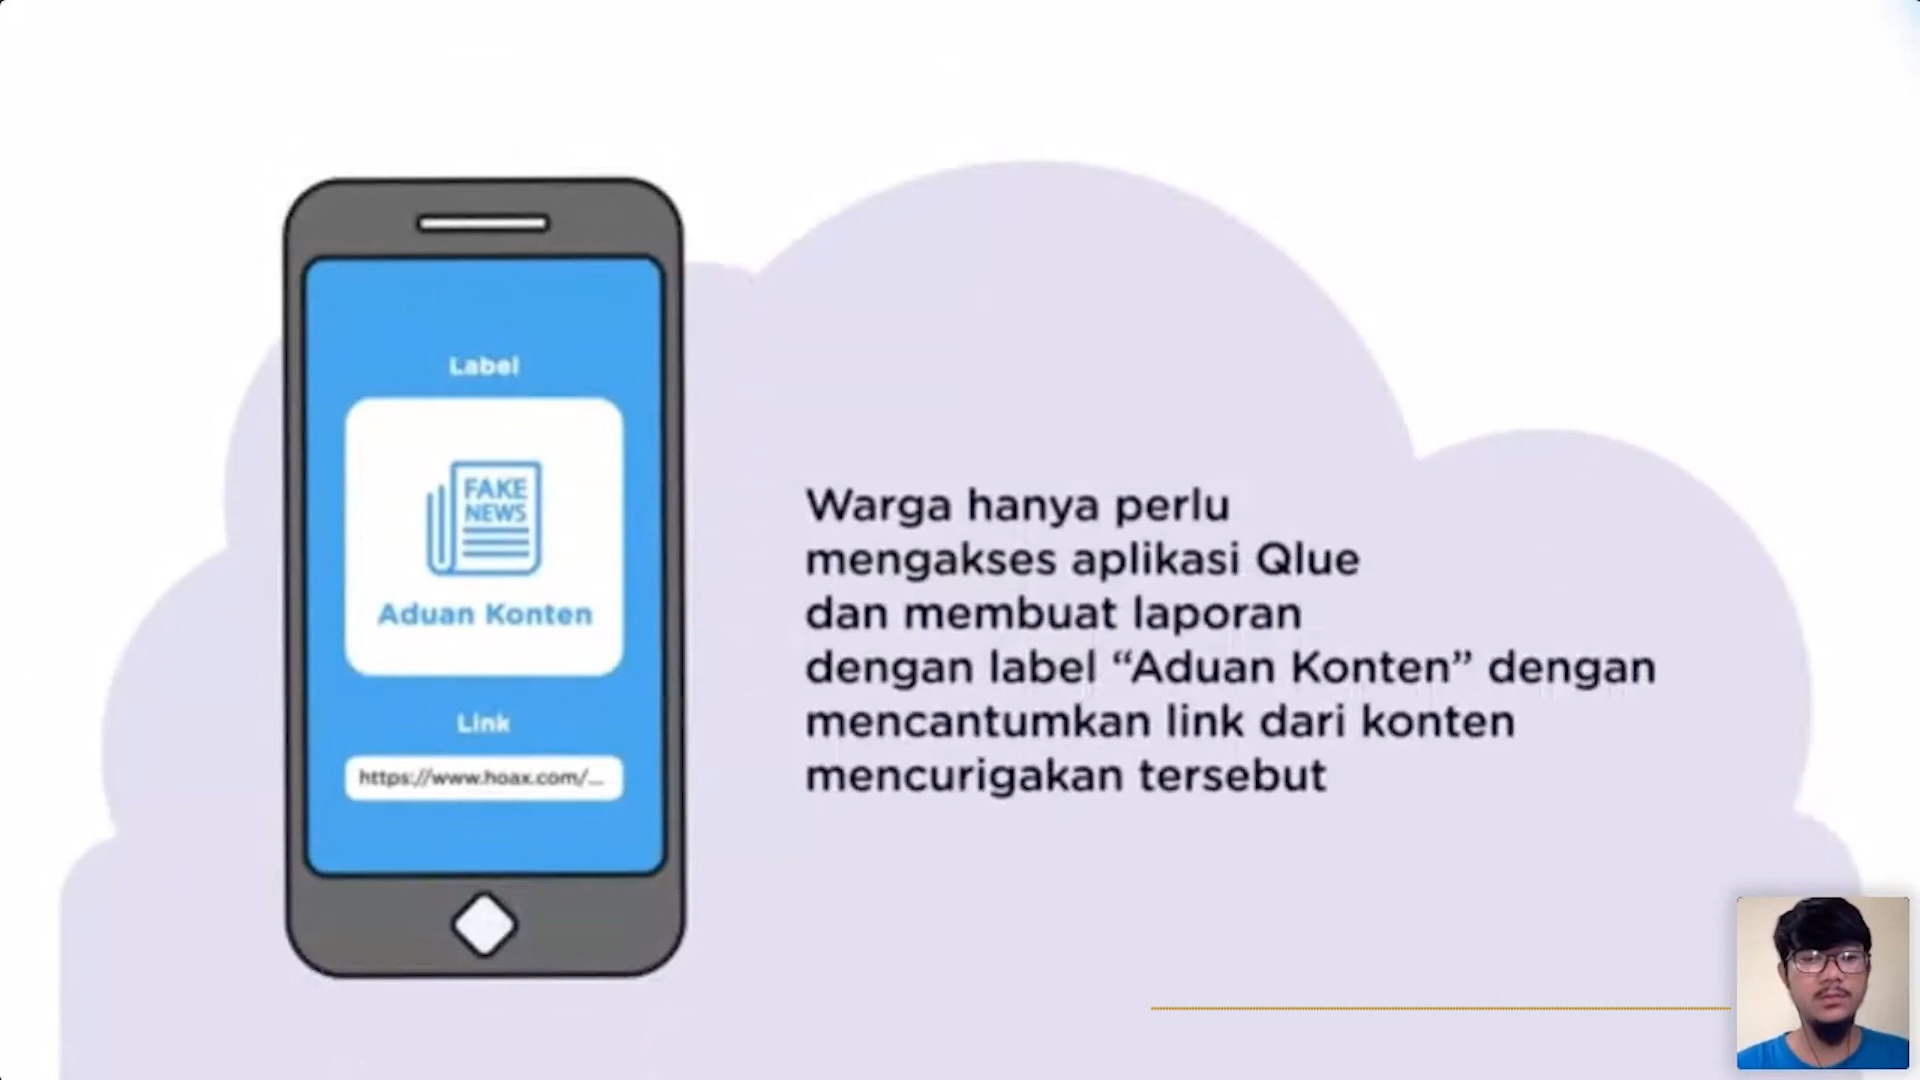 Label
FAKE
NEWS
Aduan Konten
Link
https://www.hoax.com/...
Warga hanya perlu
mengakses aplikasi Qlue
dan membuat laporan
dengan label “Aduan Konten” dengan
mencantumkan link dari konten
mencurigakan tersebut